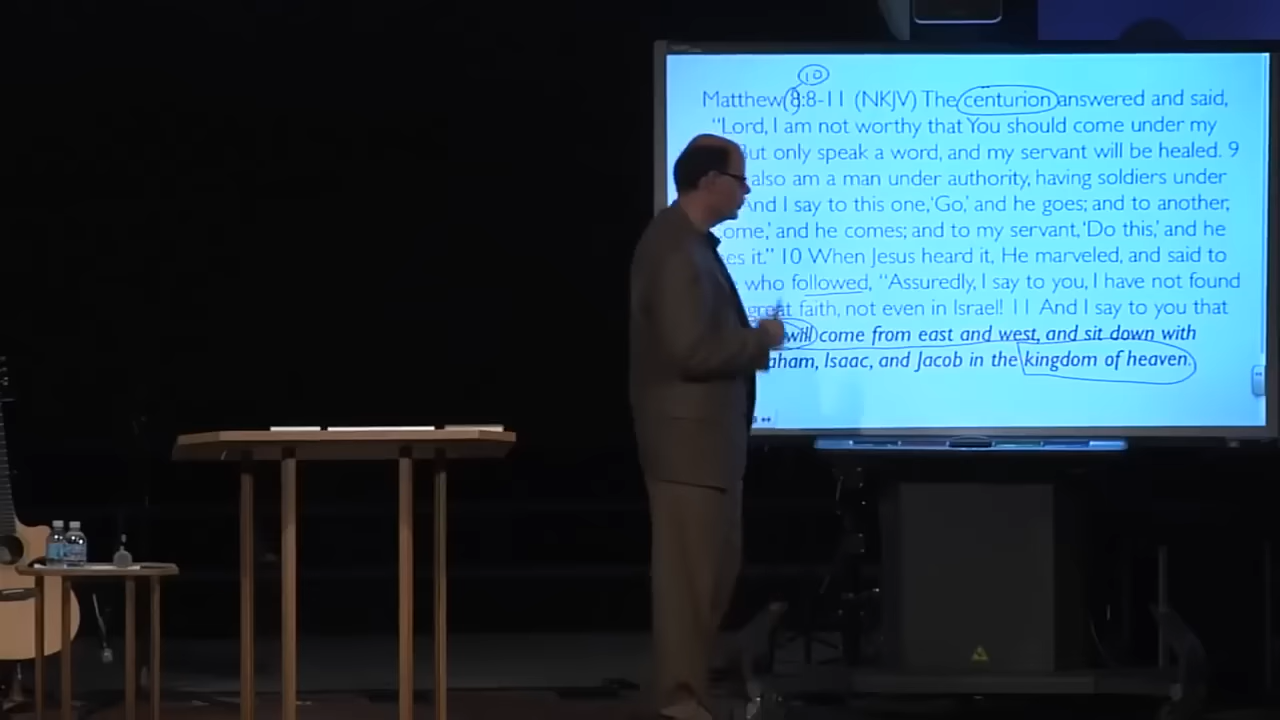 10
Matthew 8:8-11 (NKJV) The centurion answered and said,
"Lord, I am not worthy that You should come under my
But only speak a word, and my servant will be healed. 9
also am a man under authority, having soldiers under
And I say to this one, 'Go,' and he goes; and to another,
ome,' and he comes; and to my servant, 'Do this,' and he
es it." 10 When Jesus heard it, He marveled, and said to
who followed, "Assuredly, I say to you, I have not found
great faith, not even in Israel! 11 And I say to you that
will come from east and west, and sit down with
aham, Isaac, and Jacob in the kingdom of heaven.